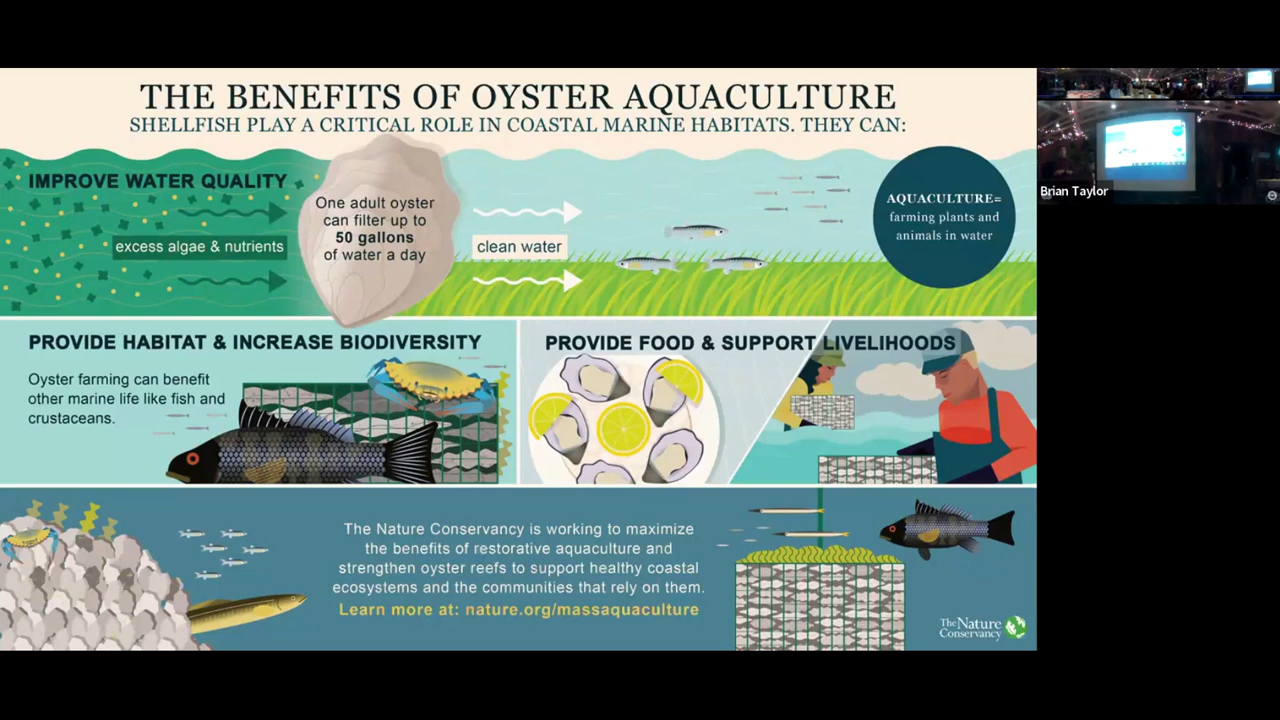 THE BENEFITS OF OYSTER AQUACULTURE
SHELLFISH PLAY A CRITICAL ROLE IN COASTAL MARINE HABITATS. THEY CAN:
IMPROVE WATER QUALITY
excess algae & nutrients
One adult oyster
can filter up to
50 gallons
of water a day
clean water
AQUACULTURE=
farming plants and
animals in water
Brian Taylor
PROVIDE HABITAT & INCREASE BIODIVERSITY
Oyster farming can benefit
other marine life like fish and
crustaceans.
PROVIDE FOOD & SUPPORT LIVELIHOODS
The Nature Conservancy is working to maximize
the benefits of restorative aquaculture and
strengthen oyster reefs to support healthy coastal
ecosystems and the communities that rely on them.
Learn more at: nature.org/massaquaculture
The Nature
Conservancy